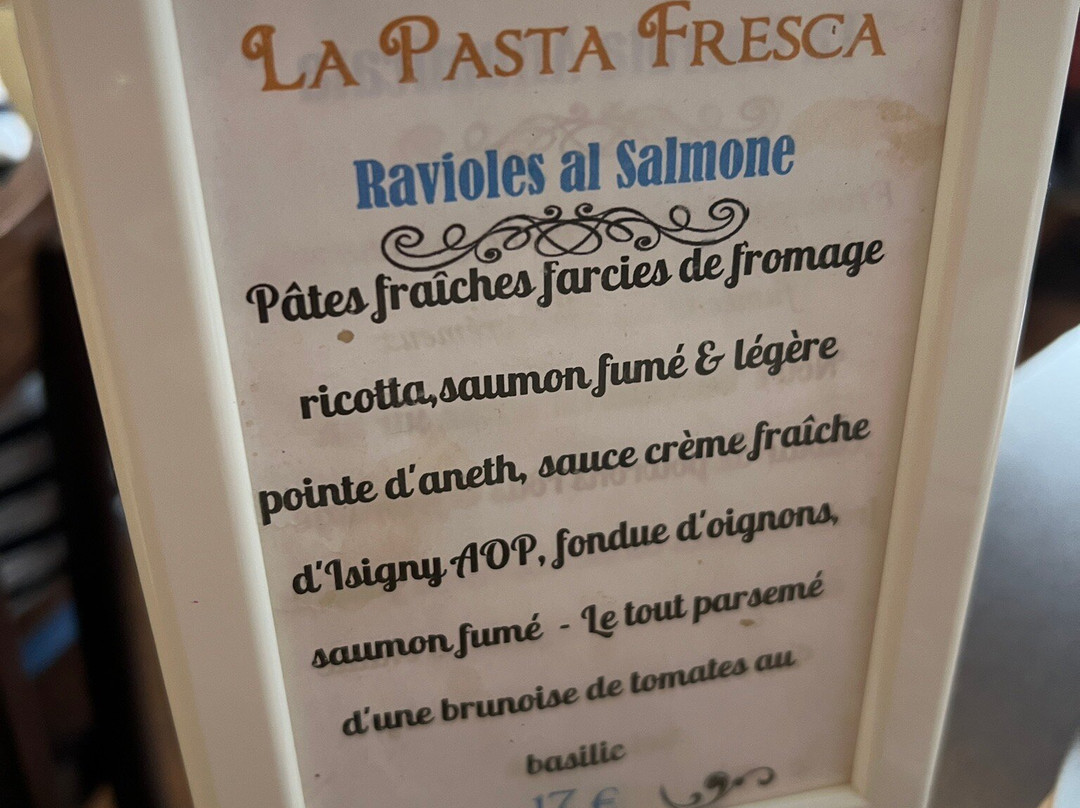 La Pasta Fresca
Ravioles al Salmone
Pâtes fraîches farcies de fromage
ricotta,saumon fumé & légère
pointe d'aneth, sauce crème fraîche
d'Isigny AOP, fondue d'oignons,
saumon fumé - Le tout parsemé
d'une brunoise de tomates au
basilic
17 €